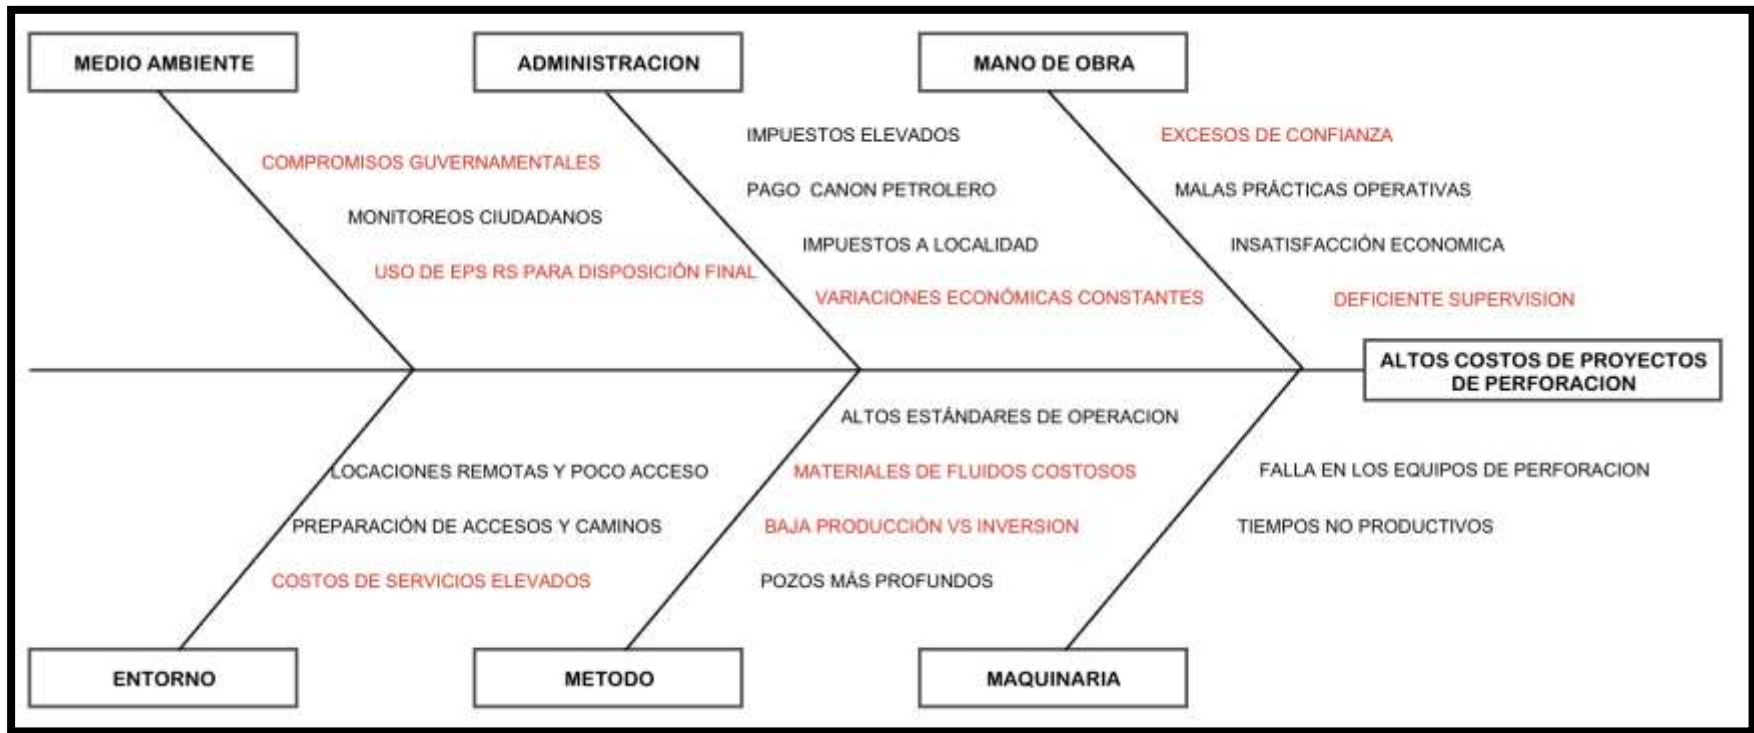 MEDIO AMBIENTE
ADMINISTRACION
MANO DE OBRA
COMPROMISOS GUVERNAMENTALES
MONITOREOS CIUDADANOS
USO DE EPS RS PARA DISPOSICIÓN FINAL
IMPUESTOS ELEVADOS
PAGO CANON PETROLERO
IMPUESTOS A LOCALIDAD
VARIACIONES ECONÓMICAS CONSTANTES
EXCESOS DE CONFIANZA
MALAS PRÁCTICAS OPERATIVAS
INSATISFACCIÓN ECONOMICA
DEFICIENTE SUPERVISION
ALTOS COSTOS DE PROYECTOS
DE PERFORACION
LOCACIONES REMOTAS Y POCO ACCESO
PREPARACIÓN DE ACCESOS Y CAMINOS
COSTOS DE SERVICIOS ELEVADOS
ALTOS ESTÁNDARES DE OPERACION
MATERIALES DE FLUIDOS COSTOSOS
BAJA PRODUCCIÓN VS INVERSION
POZOS MÁS PROFUNDOS
FALLA EN LOS EQUIPOS DE PERFORACION
TIEMPOS NO PRODUCTIVOS
ENTORNO
METODO
MAQUINARIA